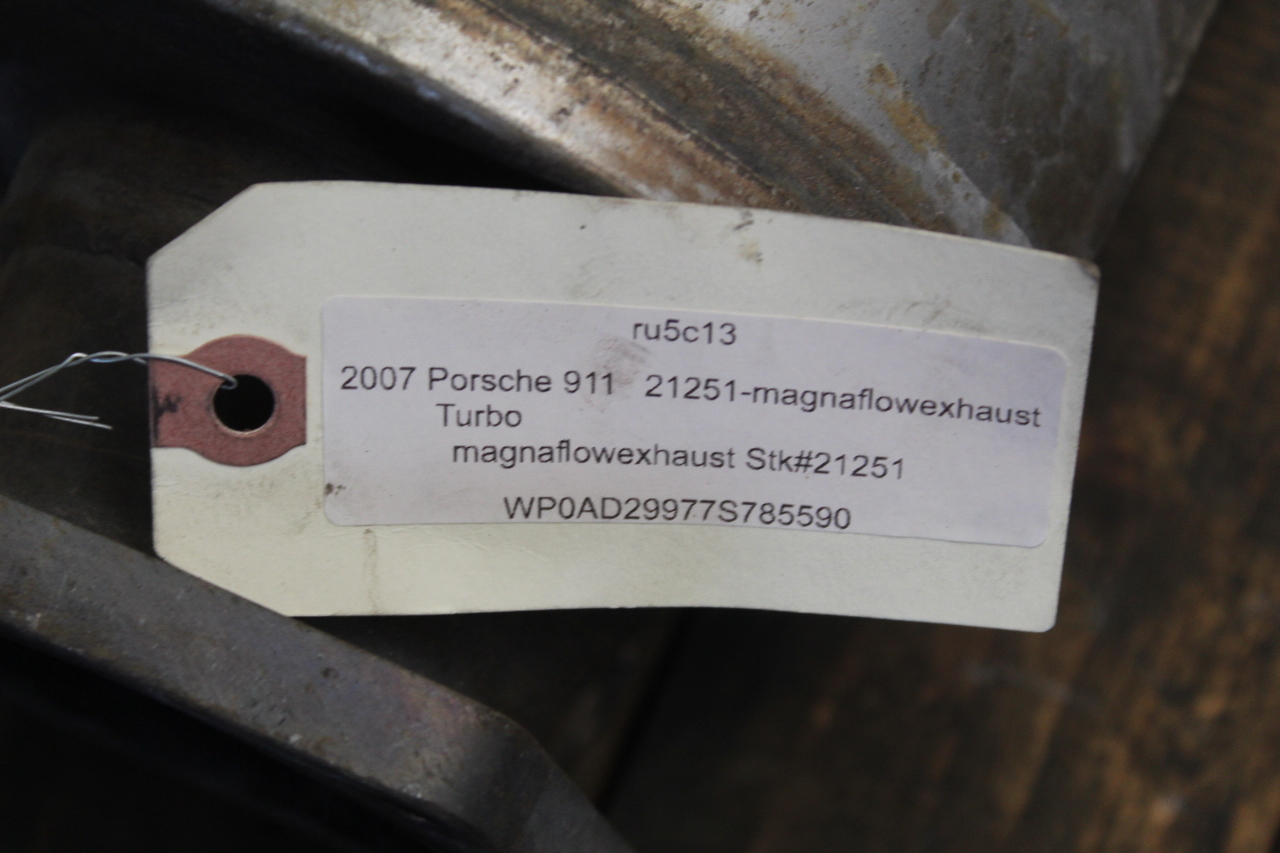 ru5c13
2007 Porsche 911 21251-magnaflowexhaust
Turbo
magnaflowexhaust Stk#21251
WP0AD29977S785590